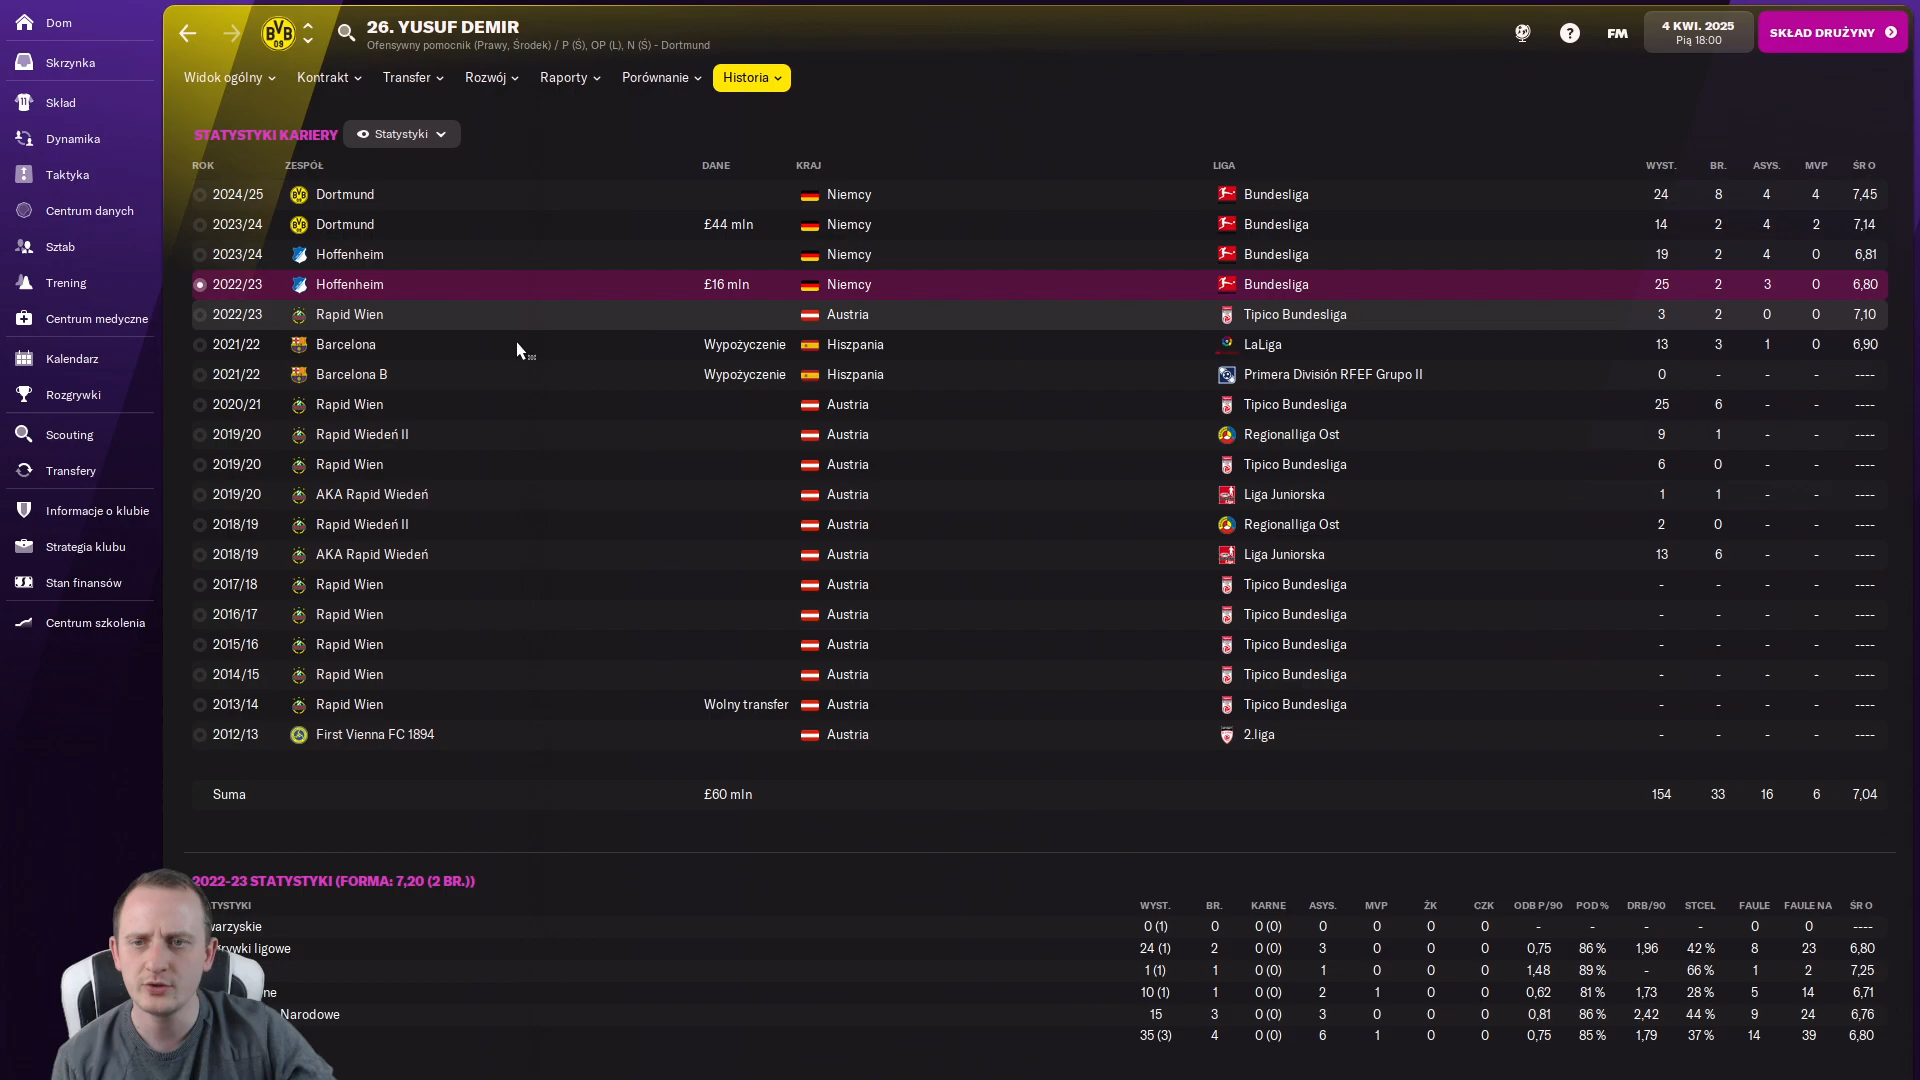 Dom
Skrzynka
Skład
Dynamika
Taktyka
Centrum danych
Sztab
Trening
Centrum medyczne
Kalendarz
Rozgrywki
Scouting
Transfery
Informacje o klubie
Strategia klubu
Stan finansów
Centrum szkolenia
26. YUSUF DEMIR
Ofensywny pomocnik (Prawy, Środek) / P (Ś), OP (L), N (Ś) - Dortmund
FM
4 KWI. 2025
Pią 18:00
SKŁAD DRUŻYNY
Widok ogólny Kontrakt Transfer Rozwój Raporty Porównanie Historia
STATYSTYKI KARIERY Statystyki
ROK ZESPÓŁ DANE KRAJ LIGA WYST. BR. ASYS. MVP ŚR O
2024/25 Dortmund Niemcy Bundesliga 24 8 4 4 7,45
2023/24 Dortmund £44 mln Niemcy Bundesliga 14 2 4 2 7,14
2023/24 Hoffenheim Niemcy Bundesliga 19 2 4 0 6,81
2022/23 Hoffenheim £16 mln Niemcy Bundesliga 25 2 3 0 6,80
2022/23 Rapid Wien Austria Tipico Bundesliga 3 2 0 0 7,10
2021/22 Barcelona Wypożyczenie Hiszpania LaLiga 13 3 1 0 6,90
2021/22 Barcelona B Wypożyczenie Hiszpania Primera División RFEF Grupo II 0 - - - ----
2020/21 Rapid Wien Austria Tipico Bundesliga 25 6 - - ----
2019/20 Rapid Wiedeń II Austria Regionalliga Ost 9 1 - - ----
2019/20 Rapid Wien Austria Tipico Bundesliga 6 0 - - ----
2019/20 AKA Rapid Wiedeń Austria Liga Juniorska 1 1 - - ----
2018/19 Rapid Wiedeń II Austria Regionalliga Ost 2 0 - - ----
2018/19 AKA Rapid Wiedeń Austria Liga Juniorska 13 6 - - ----
2017/18 Rapid Wien Austria Tipico Bundesliga - - - - ----
2016/17 Rapid Wien Austria Tipico Bundesliga - - - - ----
2015/16 Rapid Wien Austria Tipico Bundesliga - - - - ----
2014/15 Rapid Wien Austria Tipico Bundesliga - - - - ----
2013/14 Rapid Wien Wolny transfer Austria Tipico Bundesliga - - - - ----
2012/13 First Vienna FC 1894 Austria 2.liga - - - - ----
Suma £60 mln 154 33 16 6 7,04
2022-23 STATYSTYKI (FORMA: 7,20 (2 BR.))
TYSTYKI WYST. BR. KARNE ASYS. MVP ŻK CZK ODB P/90 POD % DRB/90 STCEL FAULE FAULE NA ŚR O
warzyskie 0 (1) 0 0 (0) 0 0 0 0 - - - - 0 0 ----
grywki ligowe 24 (1) 2 0 (0) 3 0 0 0 0,75 86 % 1,96 42 % 8 23 6,80
1 (1) 1 0 (0) 1 0 0 0 1,48 89 % - 66 % 1 2 7,25
ne 10 (1) 1 0 (0) 2 1 0 0 0,62 81 % 1,73 28 % 5 14 6,71
Narodowe 15 3 0 (0) 3 0 0 0 0,81 86 % 2,42 44 % 9 24 6,76
35 (3) 4 0 (0) 6 1 0 0 0,75 85 % 1,79 37 % 14 39 6,80